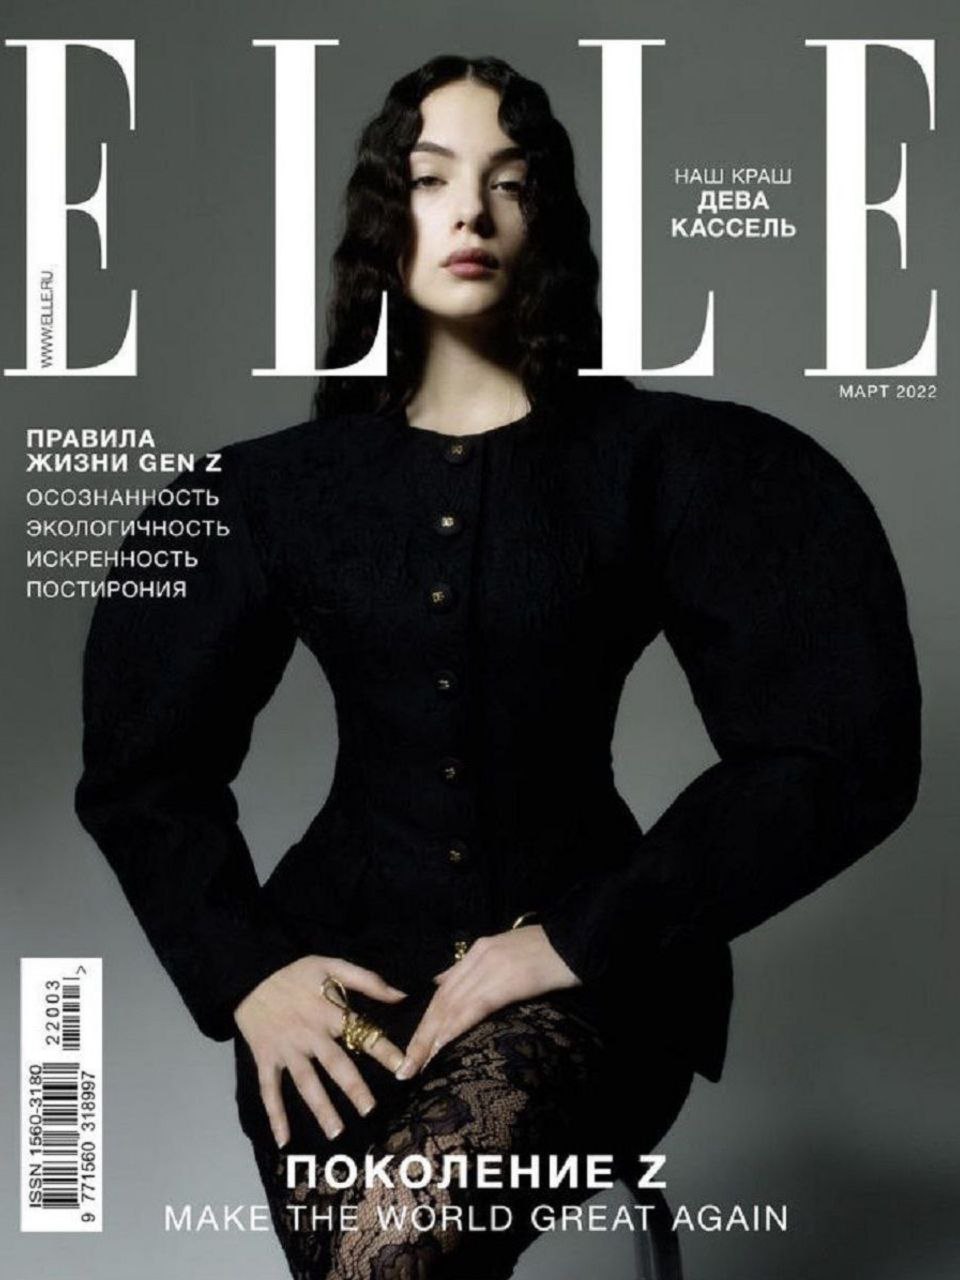 ELLE
WWW.ELLE.RU
НАШ КРАШ
ДЕВА
КАССЕЛЬ
МАРТ 2022
ПРАВИЛА
ЖИЗНИ GEN Z
ОСОЗНАННОСТЬ
ЭКОЛОГИЧНОСТЬ
ИСКРЕННОСТЬ
ПОСТИРОНИЯ
22003 >
ISSN 1560-3180
9 771560 318997
ПОКОЛЕНИЕ Z
MAKE THE WORLD GREAT AGAIN